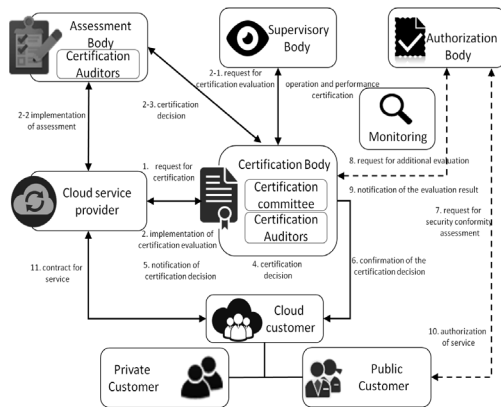 Assessment
Body
Certification
Auditors
Supervisory
Body
Authorization
Body
2-1. request for
certification evaluation
operation and performance
certification
2-2 implementation
of assessment
2-3. certification
decision
Monitoring
8. request for additional evaluation
9. notification of the evaluation result
1. request for
certification
Certification Body
Certification
committee
Certification
Auditors
Cloud service
provider
7. request for
security conformity
assessment
2. implementation of
certification evaluation
5. notification of
certification decision
4. certification
decision
6. confirmation of the
certification decision
11. contract for
service
Cloud
customer
10. authorization
of service
Private
Customer
Public
Customer